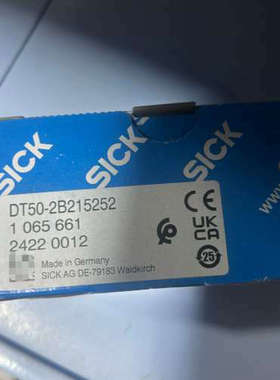 SICK
SICK
DT50-2B215252
1 065 661
2422 0012
Made in Germany
SICK AG DE-79183 Waldkirch
CE
UK
CA
25